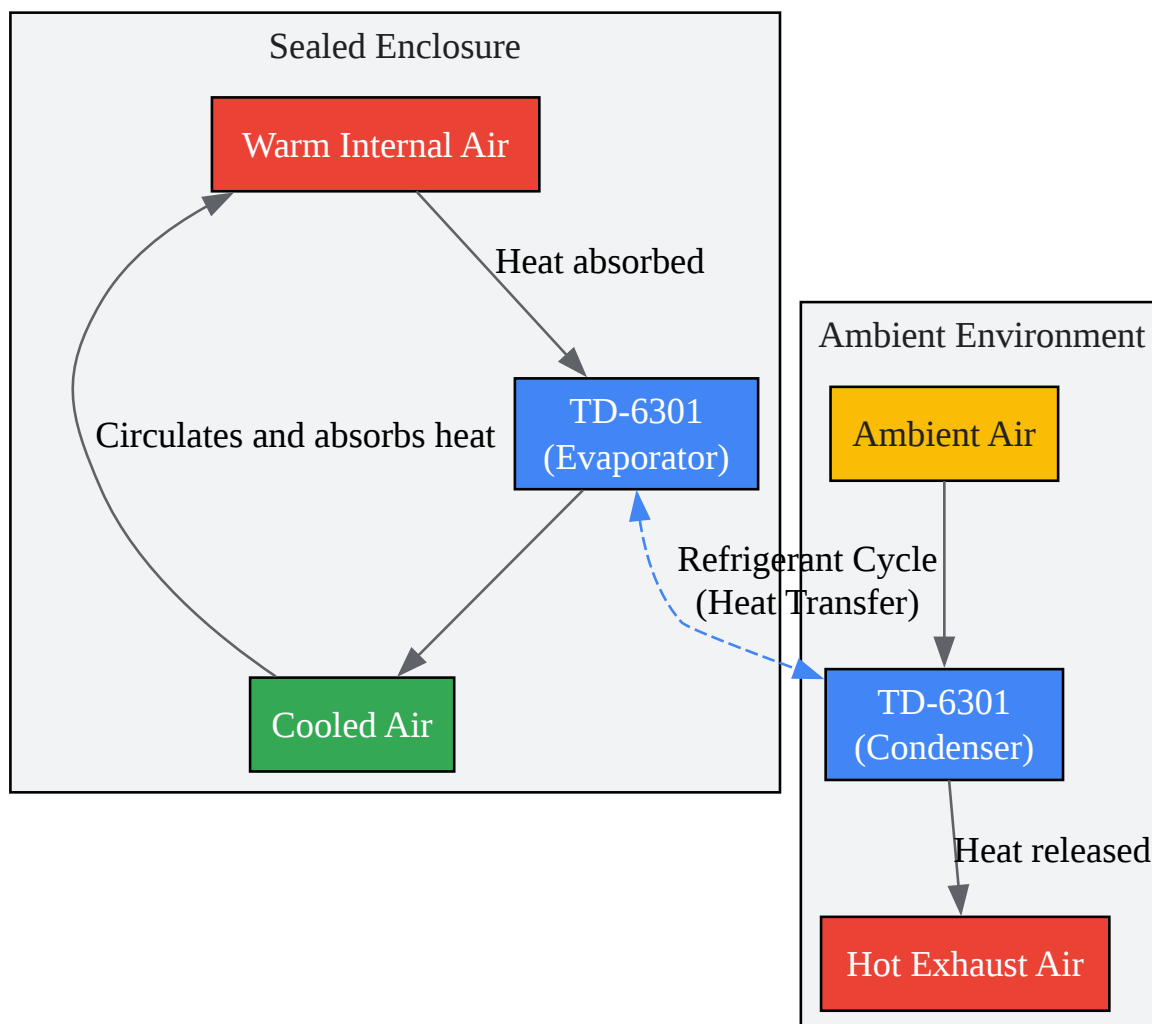 Sealed Enclosure
Warm Internal Air
Heat absorbed
Ambient Environment
TD-6301
(Evaporator)
Circulates and absorbs heat
Ambient Air
Refrigerant Cycle
(Heat Transfer)
TD-6301
(Condenser)
Cooled Air
Heat released
Hot Exhaust Air